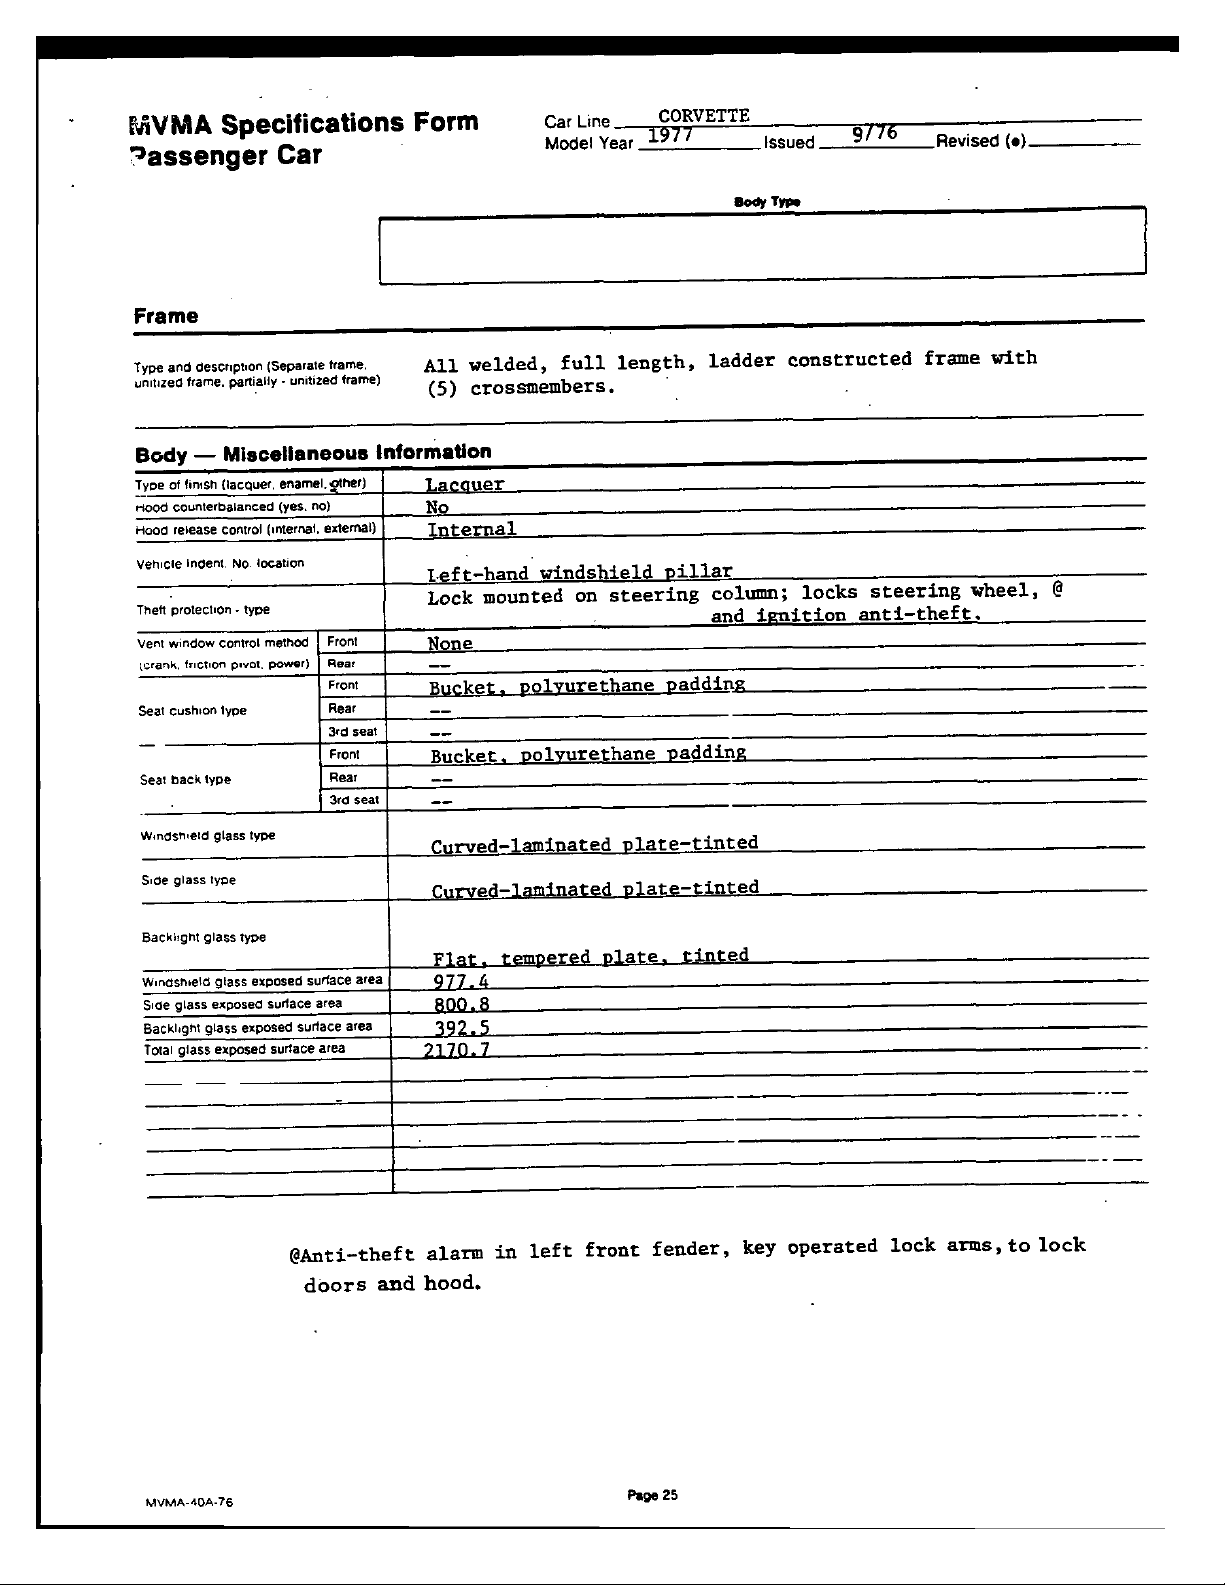 MVMA Specifications Form
Passenger Car
Car Line CORVETTE
Model Year 1977 Issued 9/776 Revised (●)
Body Type
Frame
Type and description (Separate frame,
unitized frame, partially - unitized frame)
All welded, full length, ladder constructed frame with
(5) crossmembers.
Body — Miscellaneous Information
Type of finish (lacquer, enamel, other) Lacquer
Hood counterbalanced (yes, no) No
Hood release control (internal, external) Internal
Vehicle Indent. No. location Left-hand windshield pillar
Theft protection - type Lock mounted on steering column; locks steering wheel, @
and ignition anti-theft.
Vent window control method Front None
(crank, friction pivot, power) Rear --
Seat cushion type Front Bucket, polyurethane padding
Rear --
3rd seat --
Seat back type Front Bucket, polyurethane padding
Rear --
3rd seat --
Windshield glass type Curved-laminated plate-tinted
Side glass type Curved-laminated plate-tinted
Backlight glass type Flat, tempered plate, tinted
Windshield glass exposed surface area 977.4
Side glass exposed surface area 800.8
Backlight glass exposed surface area 392.5
Total glass exposed surface area 2170.7
@Anti-theft alarm in left front fender, key operated lock arms, to lock
doors and hood.
MVMA-40A-76
Page 25